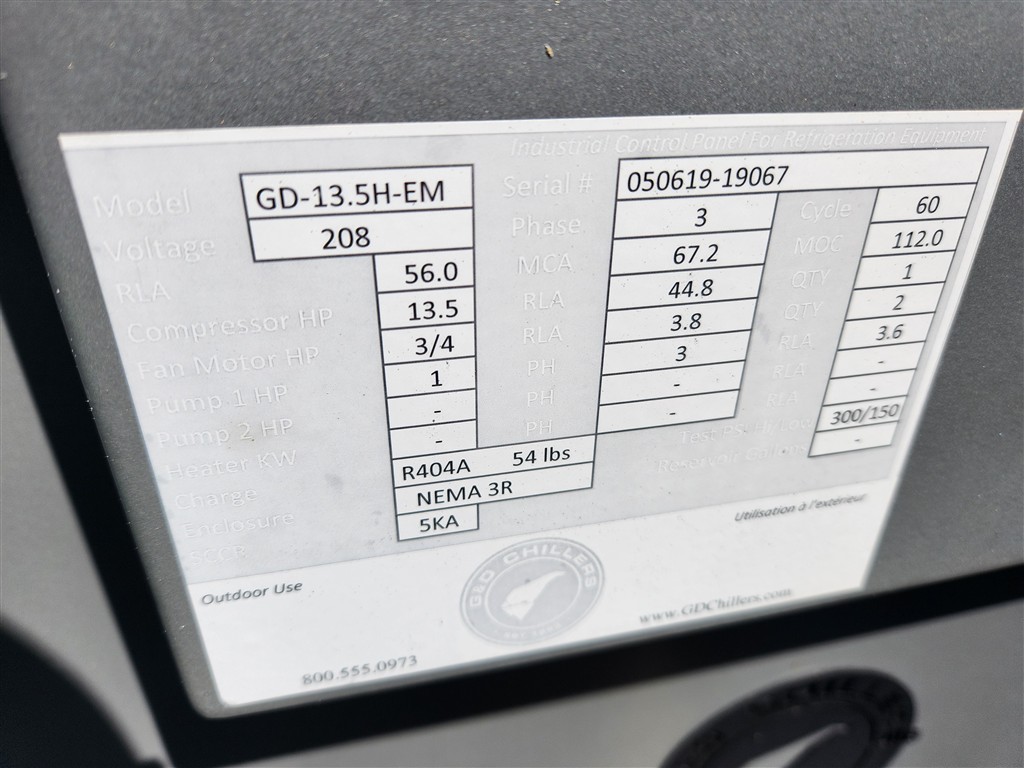 Industrial Control Panel For Refrigeration Equipment
Model GD-13.5H-EM Serial # 050619-19067
Voltage 208 Phase 3 Cycle 60
RLA 56.0 MCA 67.2 MOC 112.0
Compressor HP 13.5 RLA 44.8 QTY 1
Fan Motor HP 3/4 RLA 3.8 QTY 2
Pump 1 HP 1 PH 3 RLA 3.6
Pump 2 HP - PH - RLA -
Heater KW - PH - RLA -
Charge R404A 54 lbs Test PSI 300/150
Enclosure NEMA 3R Reservoir -
SCCR 5KA
Outdoor Use
Utilisation à l'extérieur
G&D CHILLERS
800.555.0973
www.GDChillers.com